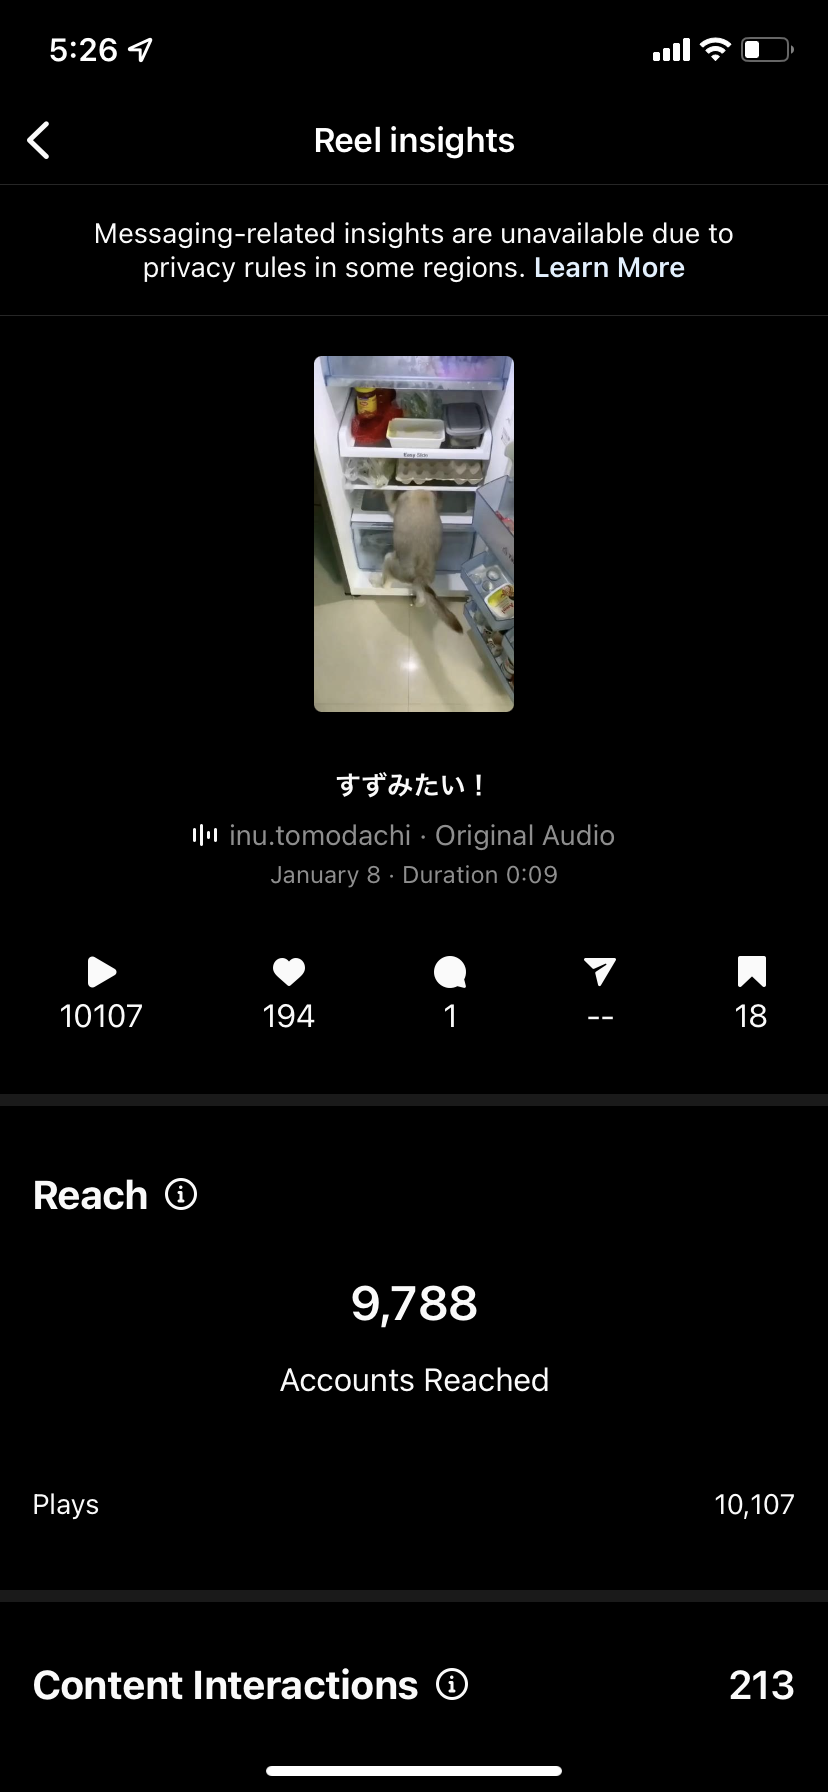 5:26
Reel insights
Messaging-related insights are unavailable due to
privacy rules in some regions. Learn More
Easy Slide
すずみたい！
inu.tomodachi · Original Audio
January 8 · Duration 0:09
10107 194 1 -- 18
Reach
9,788
Accounts Reached
Plays 10,107
Content Interactions 213